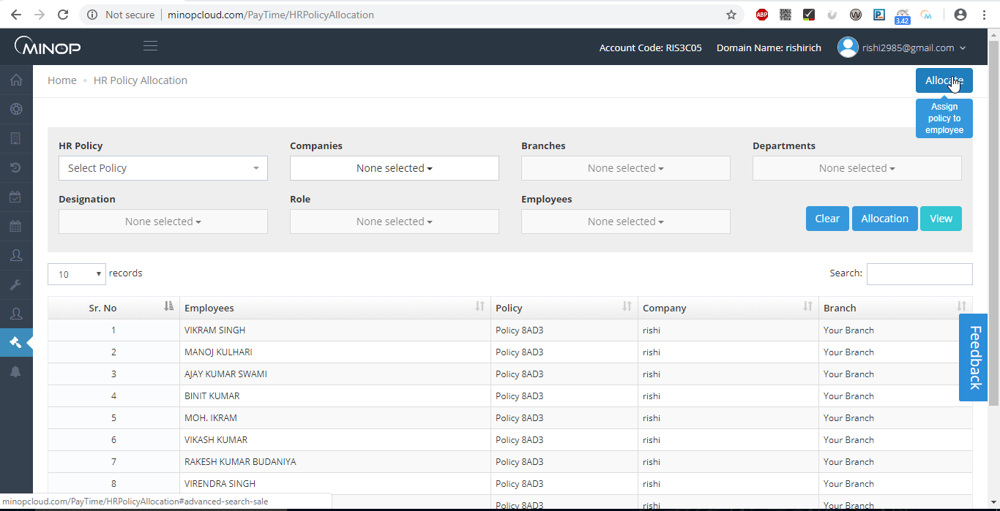 Not secure minopcloud.com/PayTime/HRPolicyAllocation
ABP
W
P
3.42
MINOP
Account Code: RIS3C05 Domain Name: rishirich rishi2985@gmail.com
Home HR Policy Allocation
Allocate
Assign
policy to
employee
HR Policy Companies Branches Departments
Select Policy None selected None selected None selected
Designation Role Employees
None selected None selected None selected Clear Allocation View
10 records Search:
Sr. No Employees Policy Company Branch
1 VIKRAM SINGH Policy 8AD3 rishi Your Branch
2 MANOJ KULHARI Policy 8AD3 rishi Your Branch
3 AJAY KUMAR SWAMI Policy 8AD3 rishi Your Branch
4 BINIT KUMAR Policy 8AD3 rishi Your Branch
5 MOH. IKRAM Policy 8AD3 rishi Your Branch
6 VIKASH KUMAR Policy 8AD3 rishi Your Branch
7 RAKESH KUMAR BUDANIYA Policy 8AD3 rishi Your Branch
8 VIRENDRA SINGH Policy 8AD3 rishi Your Branch
Policy 8AD3 rishi Your Branch
Feedback
minopcloud.com/PayTime/HRPolicyAllocation#advanced-search-sale